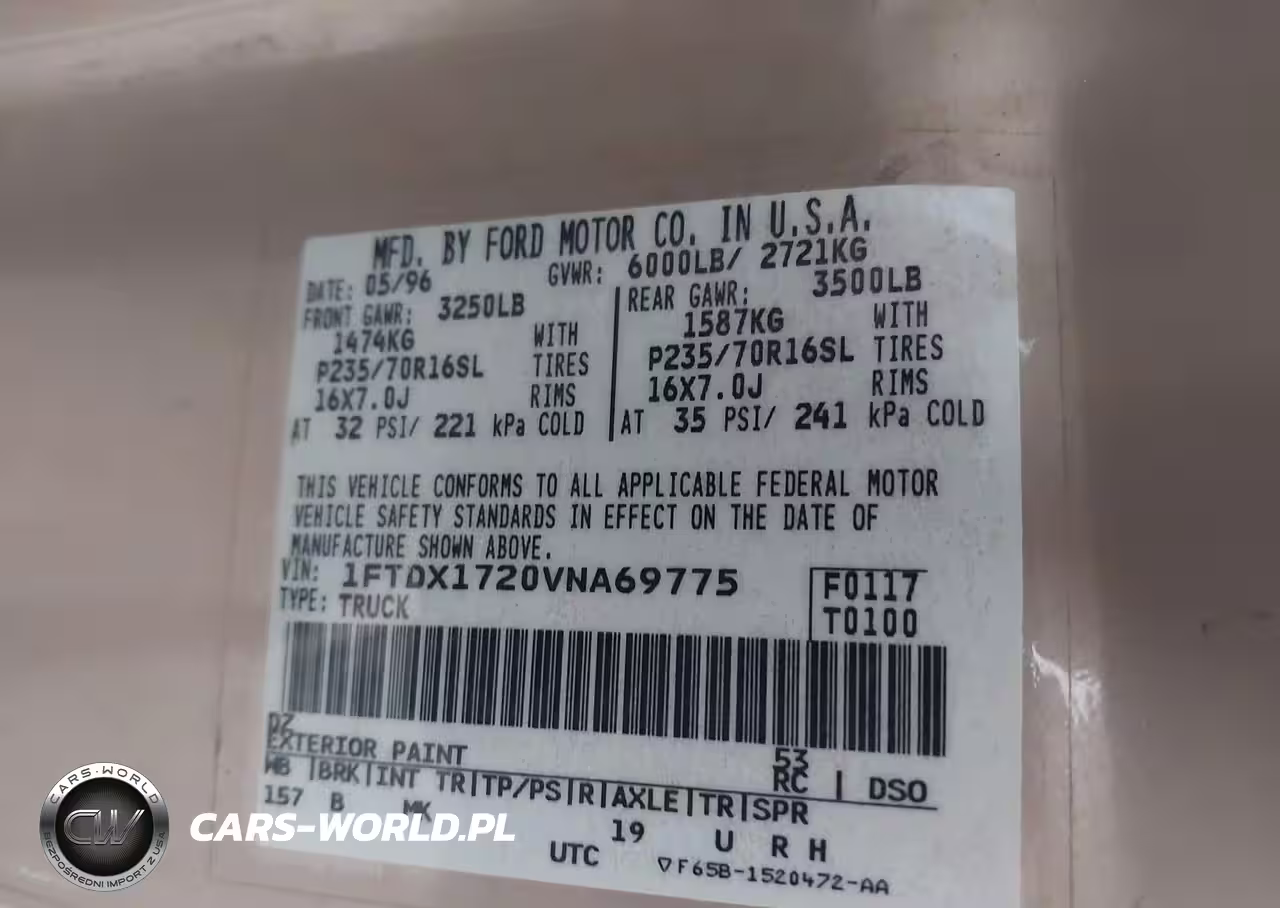 MFD. BY FORD MOTOR CO. IN U.S.A.
DATE: 05/96 GVWR: 6000LB/ 2721KG
FRONT GAWR: 3250LB REAR GAWR: 3500LB
1474KG WITH 1587KG WITH
P235/70R16SL TIRES P235/70R16SL TIRES
16X7.0J RIMS 16X7.0J RIMS
AT 32 PSI/ 221 kPa COLD AT 35 PSI/ 241 kPa COLD
THIS VEHICLE CONFORMS TO ALL APPLICABLE FEDERAL MOTOR
VEHICLE SAFETY STANDARDS IN EFFECT ON THE DATE OF
MANUFACTURE SHOWN ABOVE.
VIN: 1FTDX1720VNA69775 F0117
TYPE: TRUCK T0100
DZ
EXTERIOR PAINT 53
WB |BRK|INT TR|TP/PS|R|AXLE|TR|SPR RC | DSO
157 B MK 19 U R H
UTC ▽F65B-1520472-AA
CARS-WORLD
CW
BEZPOŚREDNI IMPORT Z USA
CARS-WORLD.PL